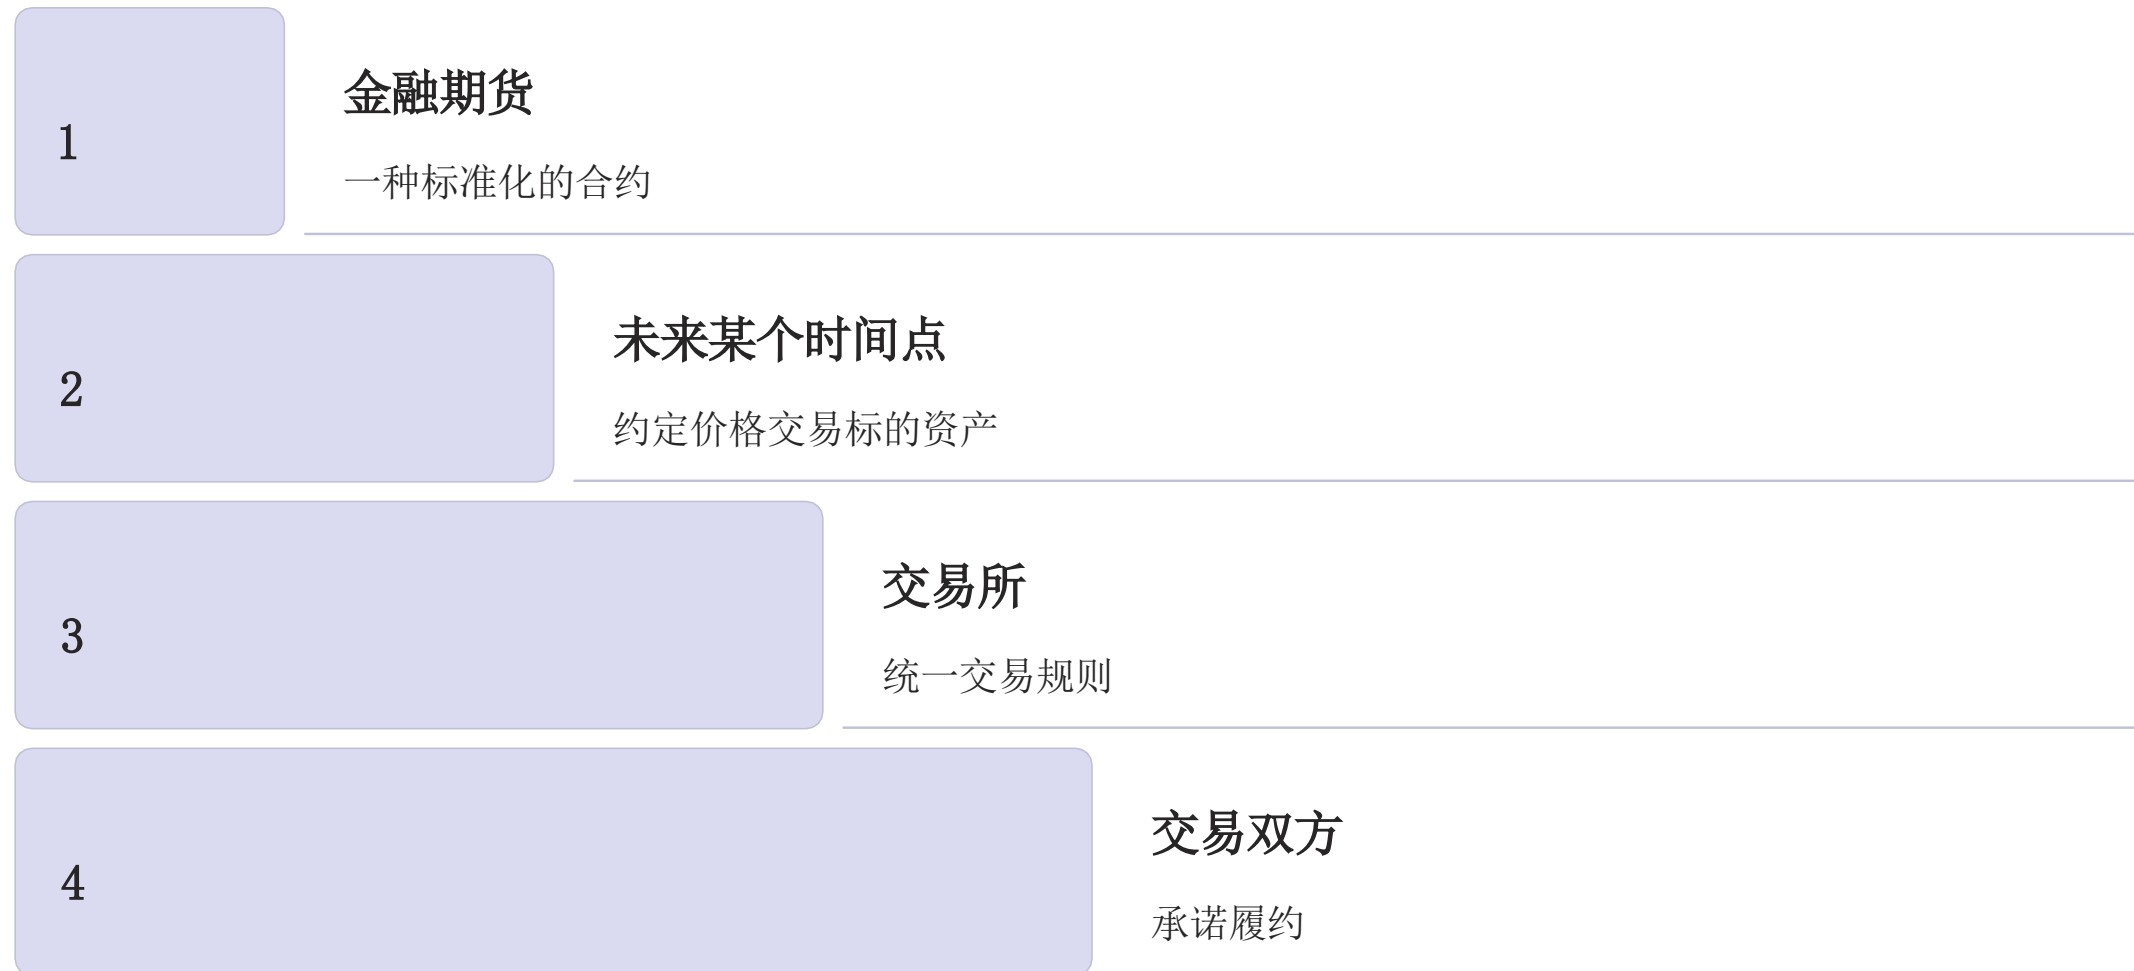 1
金融期货
一种标准化的合约
2
未来某个时间点
约定价格交易标的资产
3
交易所
统一交易规则
4
交易双方
承诺履约